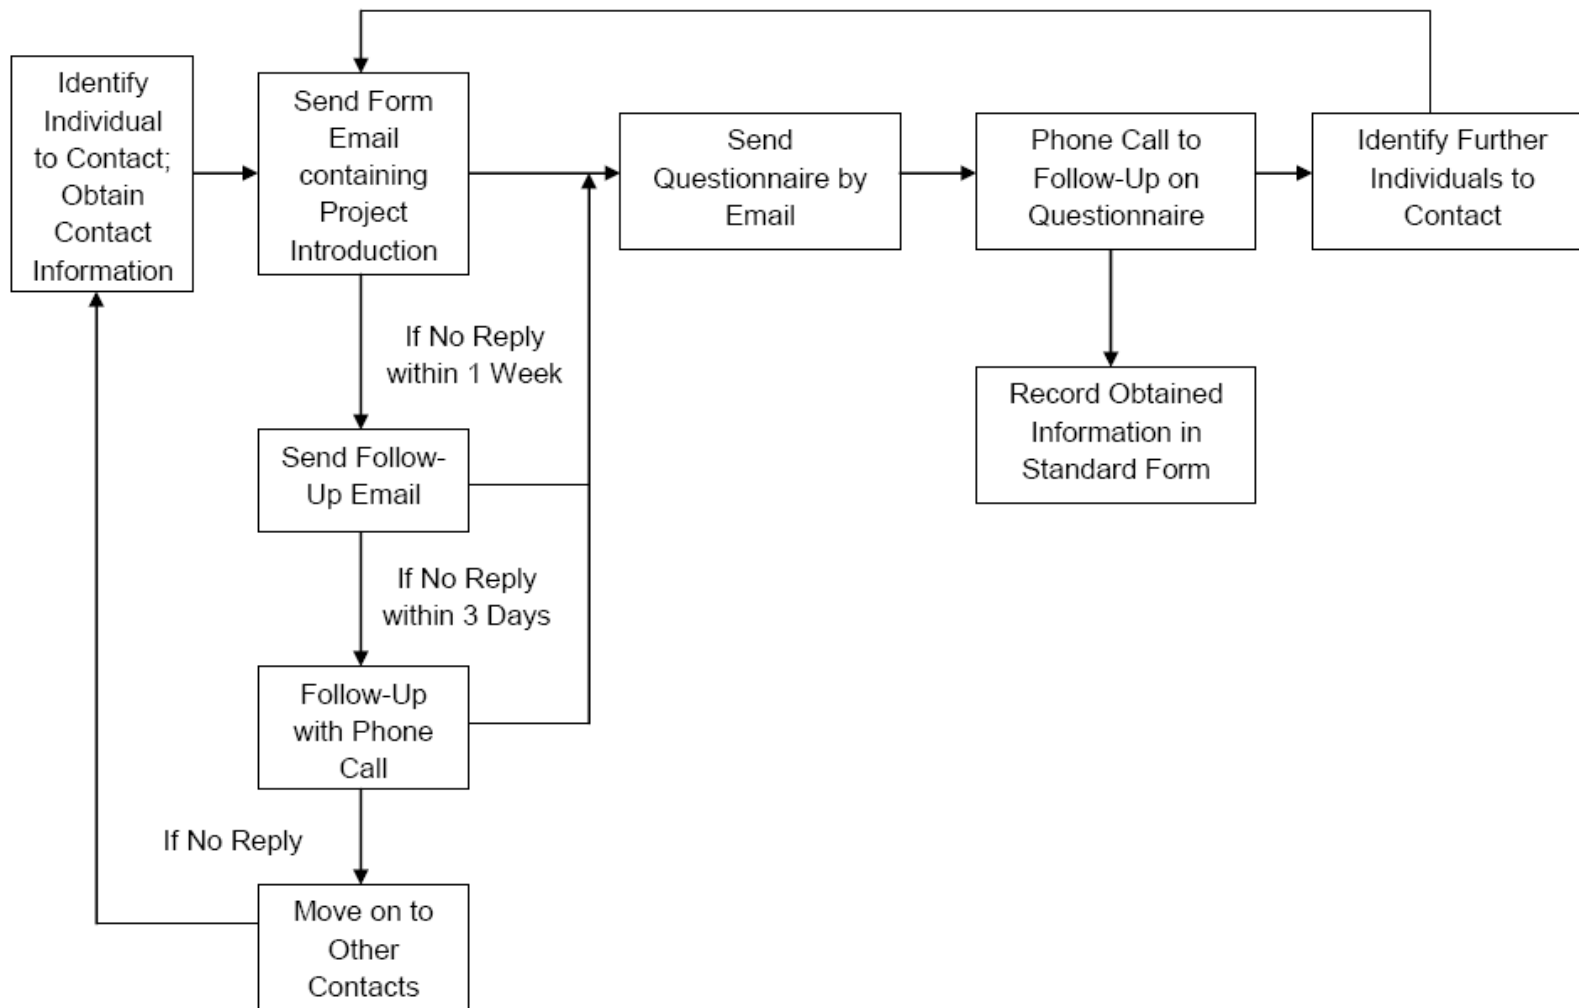 Identify
Individual
to Contact;
Obtain
Contact
Information
Send Form
Email
containing
Project
Introduction
Send
Questionnaire by
Email
Phone Call to
Follow-Up on
Questionnaire
Identify Further
Individuals to
Contact
If No Reply
within 1 Week
Record Obtained
Information in
Standard Form
Send Follow-
Up Email
If No Reply
within 3 Days
Follow-Up
with Phone
Call
If No Reply
Move on to
Other
Contacts